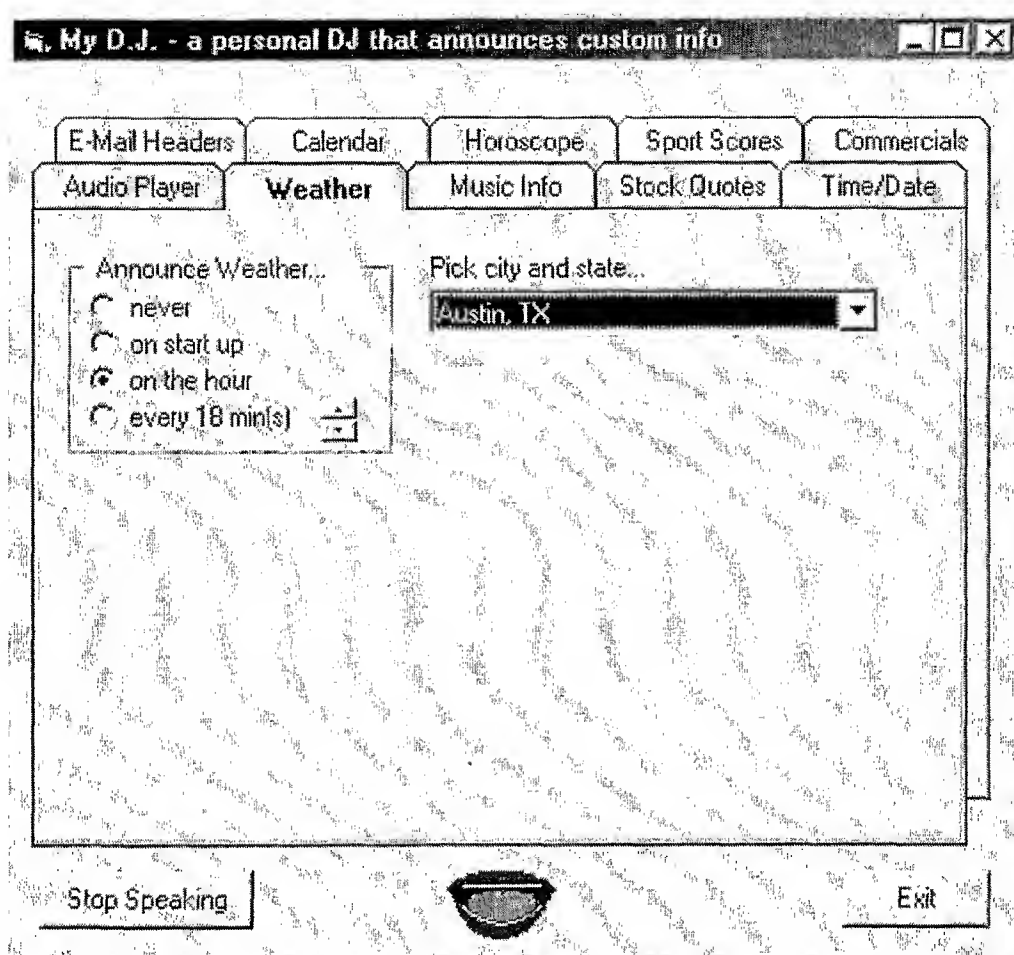 My D.J. - a personal DJ that announces custom info
E-Mail Headers Calendar Horoscope Sport Scores Commercials
Audio Player Weather Music Info Stock Quotes Time/Date
Announce Weather...
never
on start up
on the hour
every 18 min(s)
Pick city and state...
Austin, TX
Stop Speaking
Exit